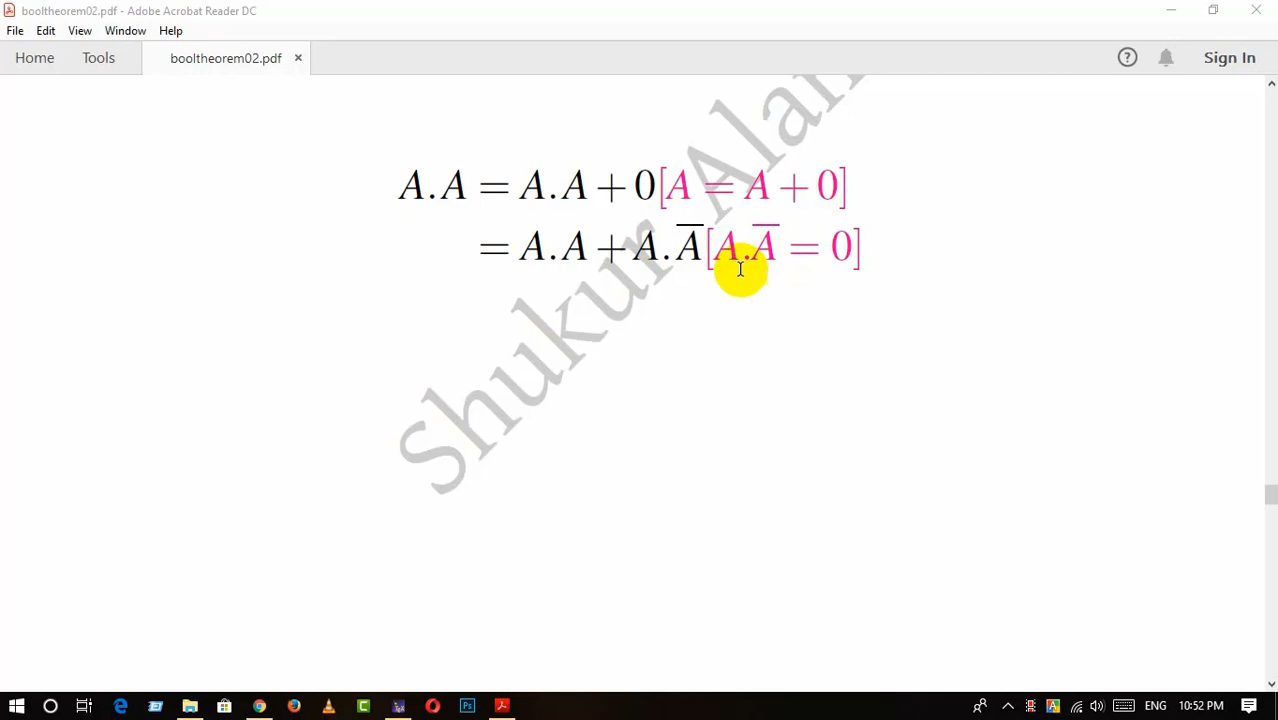 booltheorem02.pdf - Adobe Acrobat Reader DC
File Edit View Window Help
Home Tools booltheorem02.pdf × ? Sign In
A.A = A.A + 0[A = A + 0]
= A.A + A.A̅[A.A̅ = 0]
Shukur Alam
ENG 10:52 PM